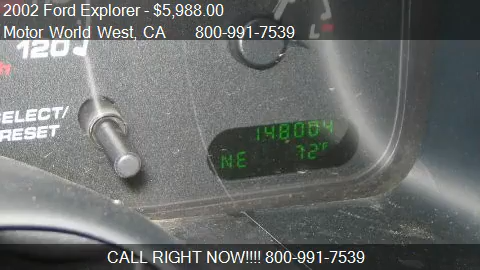 2002 Ford Explorer - $5,988.00
Motor World West, CA 800-991-7539
120
SELECT/
RESET
148004
NE 72°F
CALL RIGHT NOW!!!! 800-991-7539